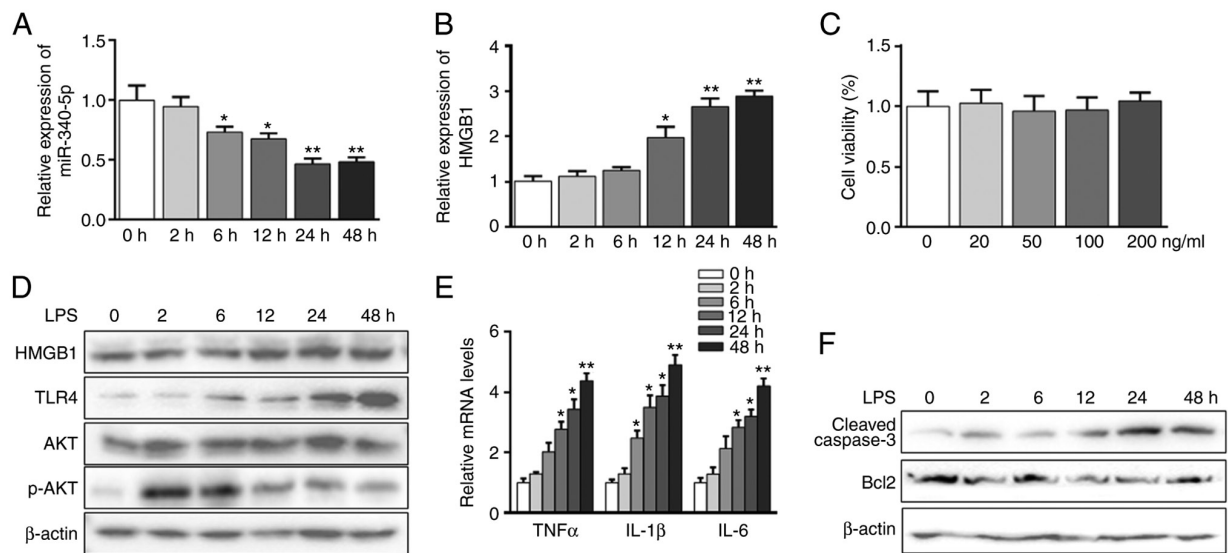 A
Relative expression of
miR-340-5p
1.5
1.0
0.5
0.0
* * ** **
0 h 2 h 6 h 12 h 24 h 48 h
B
Relative expression of
HMGB1
4
3
2
1
0
* ** **
0 h 2 h 6 h 12 h 24 h 48 h
C
Cell viability (%)
1.5
1.0
0.5
0.0
0 20 50 100 200 ng/ml
D
LPS 0 2 6 12 24 48 h
HMGB1
TLR4
AKT
p-AKT
β-actin
E
0 h
2 h
6 h
12 h
24 h
48 h
Relative mRNA levels
6
4
2
0
* * **
* * * **
* * **
TNFα IL-1β IL-6
F
LPS 0 2 6 12 24 48 h
Cleaved
caspase-3
Bcl2
β-actin